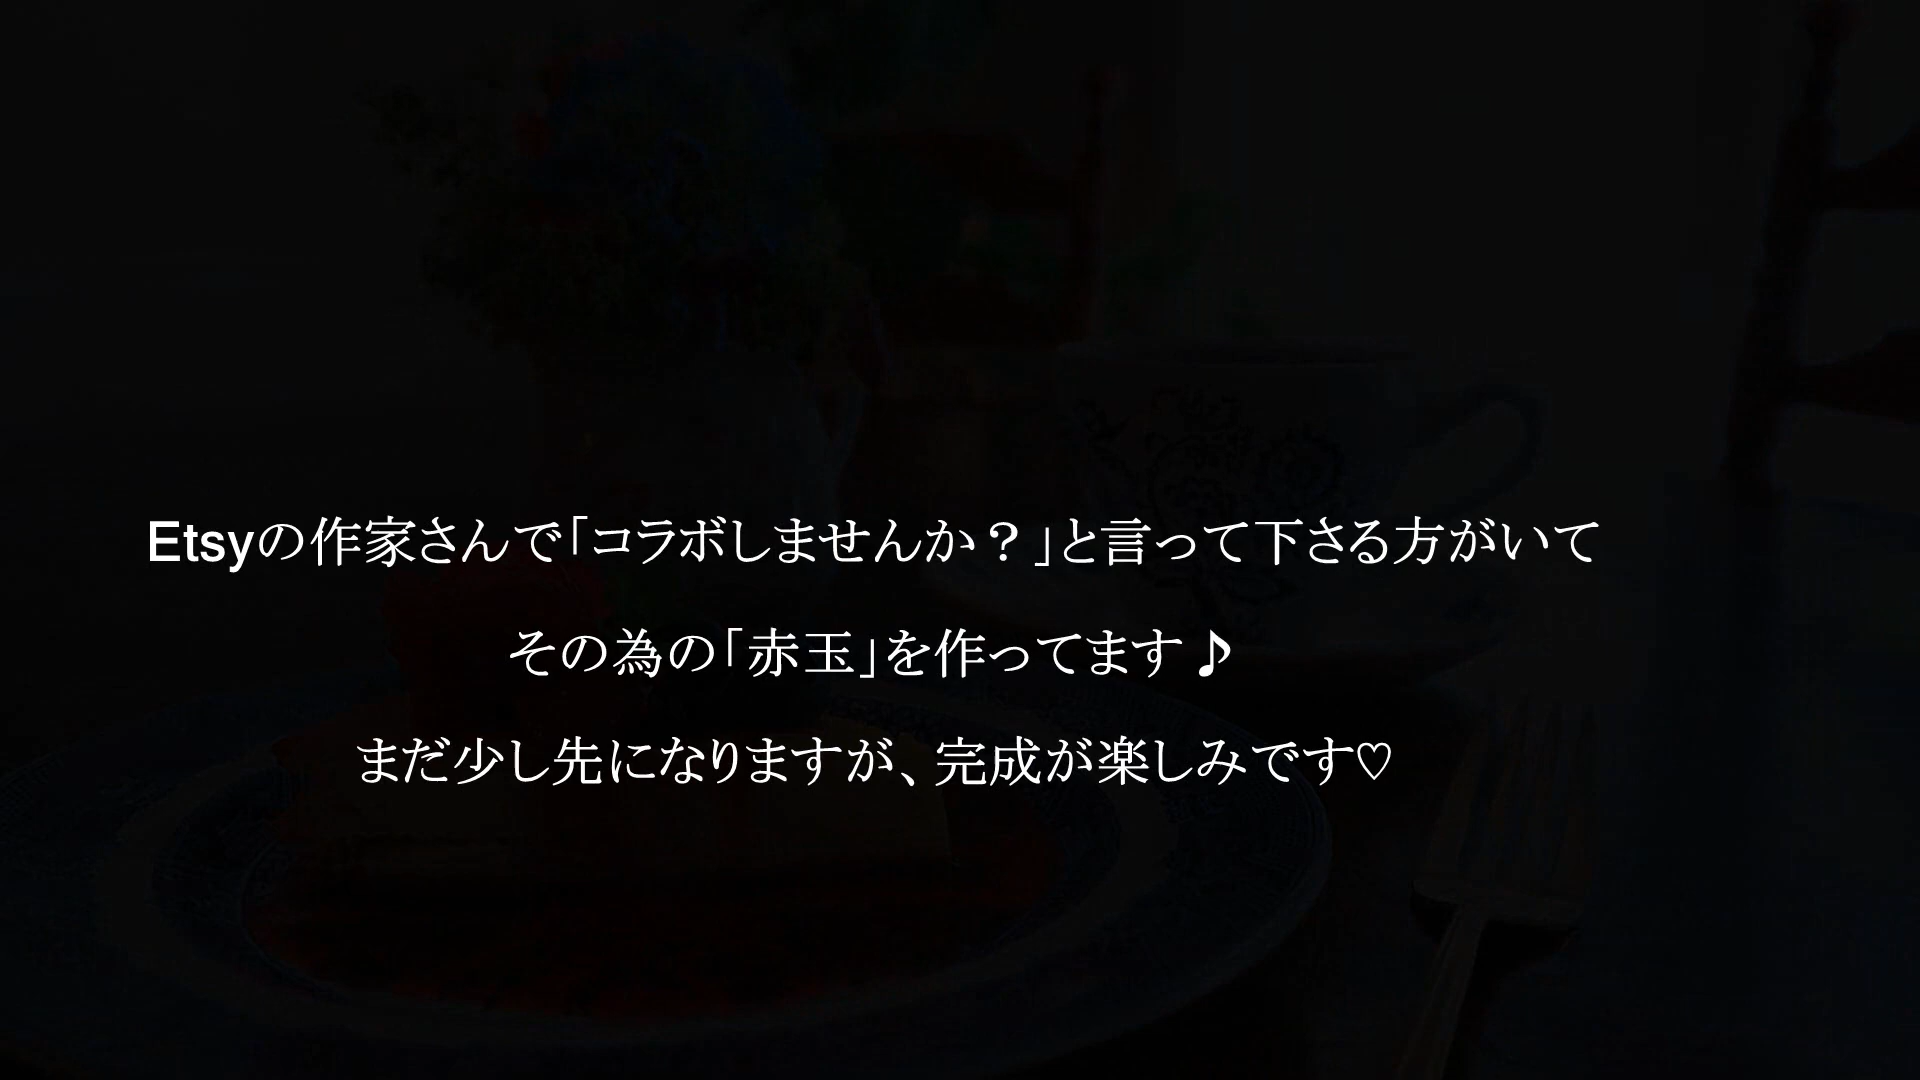 Etsyの作家さんで「コラボしませんか？」と言って下さる方がいて
その為の「赤玉」を作ってます♪
まだ少し先になりますが、完成が楽しみです♡